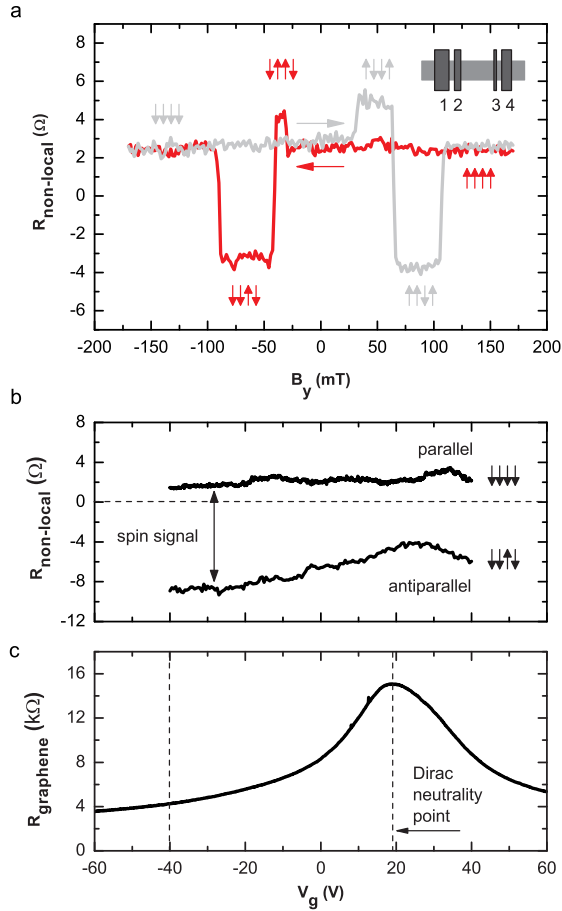 a
8
6
4
2
0
-2
-4
-6
R non-local (Ω)
1 2 3 4
-200 -150 -100 -50 0 50 100 150 200
B y (mT)
b
8
4
0
-4
-8
-12
R non-local (Ω)
parallel
spin signal
antiparallel
c
16
12
8
4
0
R graphene (kΩ)
Dirac
neutrality
point
-60 -40 -20 0 20 40 60
V g (V)